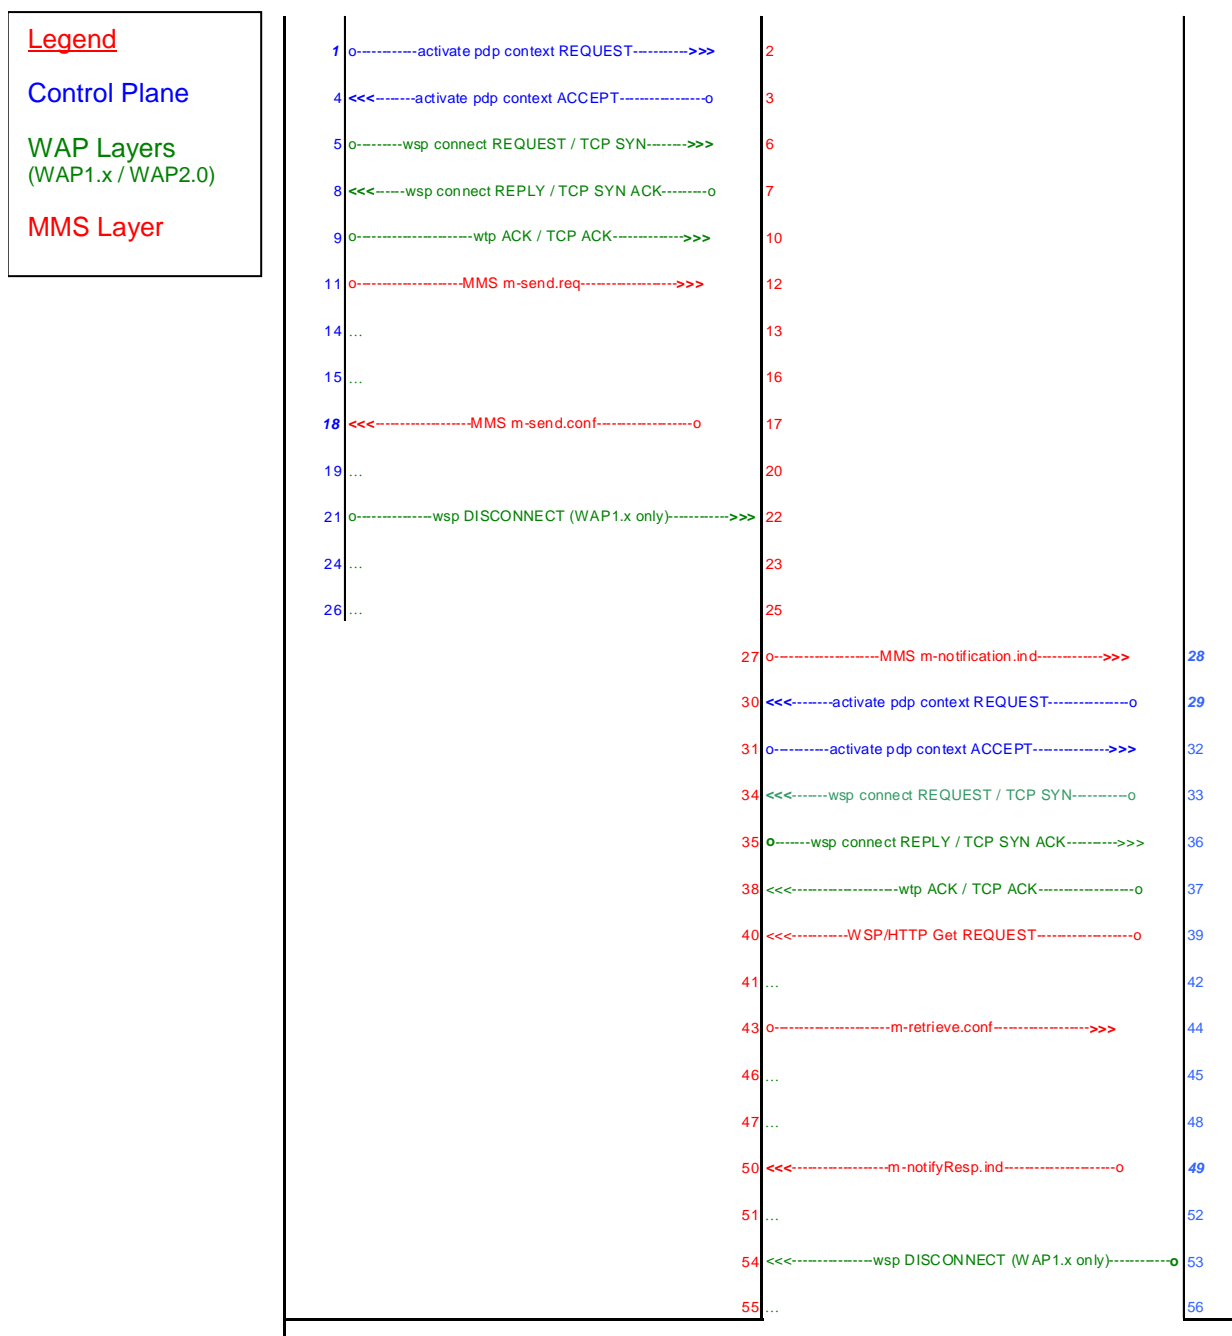 Legend
Control Plane
WAP Layers
(WAP1.x / WAP2.0)
MMS Layer
1 o------------activate pdp context REQUEST----------->>> 2
4 <<<--------activate pdp context ACCEPT-----------------o 3
5 o---------wsp connect REQUEST / TCP SYN-------->>> 6
8 <<<------wsp connect REPLY / TCP SYN ACK---------o 7
9 o-----------------------wtp ACK / TCP ACK-------------->>> 10
11 o---------------------MMS m-send.req------------------->>> 12
14 ... 13
15 ... 16
18 <<<-------------------MMS m-send.conf-------------------o 17
19 ... 20
21 o---------------wsp DISCONNECT (WAP1.x only)------------>>> 22
24 ... 23
26 ... 25
27 o---------------------MMS m-notification.ind------------->>> 28
30 <<<--------activate pdp context REQUEST----------------o 29
31 o-----------activate pdp context ACCEPT--------------->>> 32
34 <<<-------wsp connect REQUEST / TCP SYN-----------o 33
35 o-------wsp connect REPLY / TCP SYN ACK---------->>> 36
38 <<<---------------------wtp ACK / TCP ACK-------------------o 37
40 <<<-----------WSP/HTTP Get REQUEST-------------------o 39
41 ... 42
43 o-----------------------m-retrieve.conf------------------->>> 44
46 ... 45
47 ... 48
50 <<<-------------------m-notifyResp.ind----------------------o 49
51 ... 52
54 <<<----------------wsp DISCONNECT (WAP1.x only)------------o 53
55 ... 56